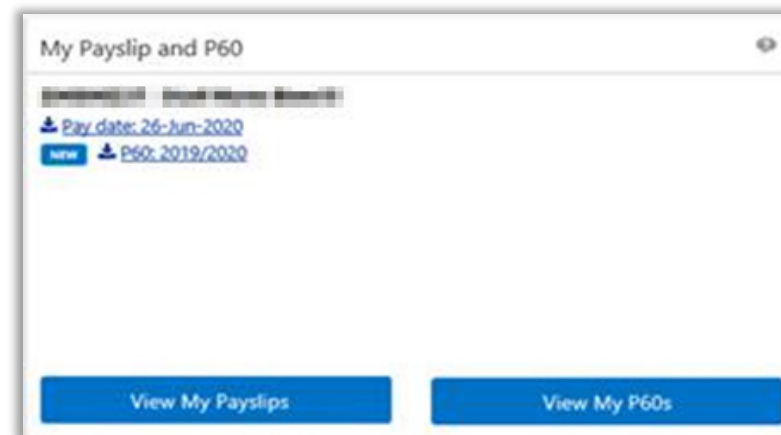 My Payslip and P60
Pay date: 26-Jun-2020
NEW P60: 2019/2020
View My Payslips
View My P60s